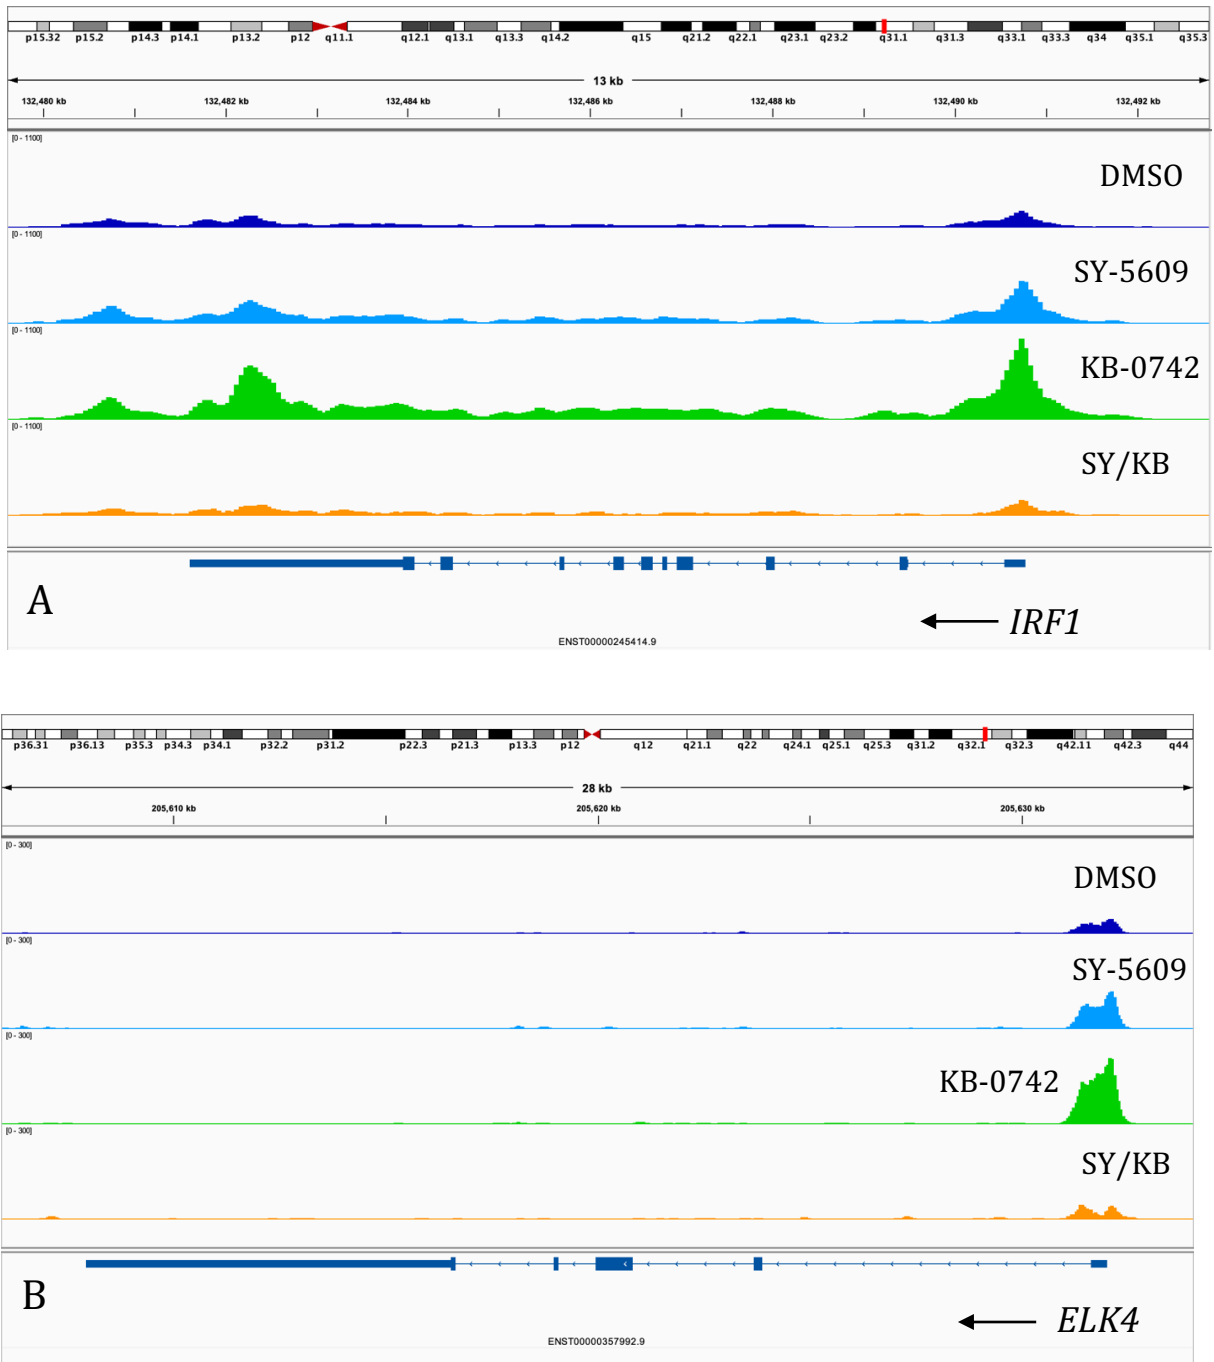 p15.32 p15.2 p14.3 p14.1 p13.2 p12 q11.1 q12.1 q13.1 q13.3 q14.2 q15 q21.2 q22.1 q23.1 q23.2 q31.1 q31.3 q33.1 q33.3 q34 q35.1 q35.3
13 kb
132,480 kb 132,482 kb 132,484 kb 132,486 kb 132,488 kb 132,490 kb 132,492 kb
[0 - 1100]
DMSO
[0 - 1100]
SY-5609
[0 - 1100]
KB-0742
[0 - 1100]
SY/KB
A
IRF1
ENST00000245414.9
p36.31 p36.13 p35.3 p34.3 p34.1 p32.2 p31.2 p22.3 p21.3 p13.3 p12 q12 q21.1 q22 q24.1 q25.1 q25.3 q31.2 q32.1 q32.3 q42.11 q42.3 q44
28 kb
205,610 kb 205,620 kb 205,630 kb
[0 - 300]
DMSO
[0 - 300]
SY-5609
[0 - 300]
KB-0742
[0 - 300]
SY/KB
B
ELK4
ENST00000357992.9